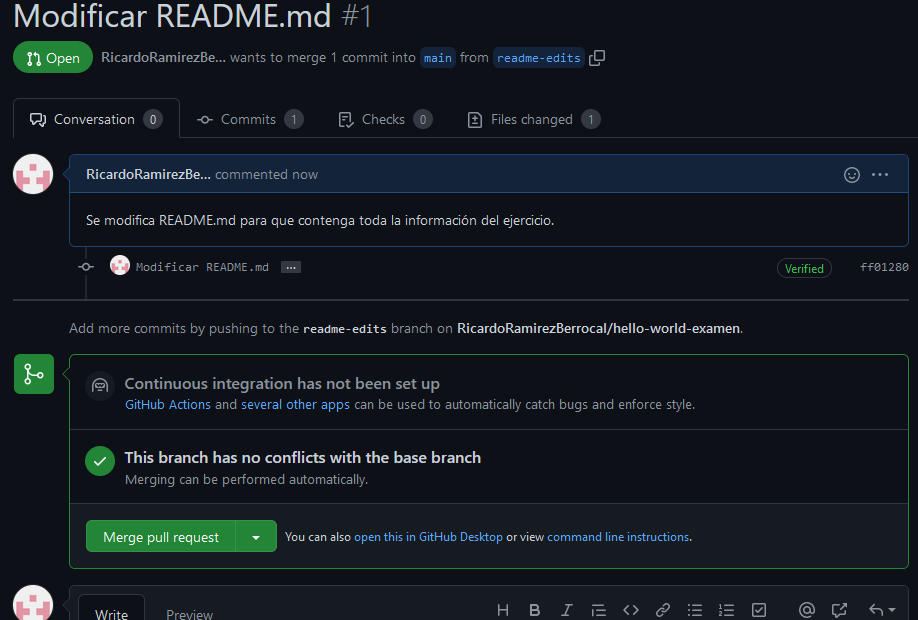 Modificar README.md #1
Open RicardoRamirezBe... wants to merge 1 commit into main from readme-edits
Conversation 0 Commits 1 Checks 0 Files changed 1
RicardoRamirezBe... commented now
Se modifica README.md para que contenga toda la información del ejercicio.
Modificar README.md ... Verified ff01280
Add more commits by pushing to the readme-edits branch on RicardoRamirezBerrocal/hello-world-examen.
Continuous integration has not been set up
GitHub Actions and several other apps can be used to automatically catch bugs and enforce style.
This branch has no conflicts with the base branch
Merging can be performed automatically.
Merge pull request You can also open this in GitHub Desktop or view command line instructions.
Write Preview H B I